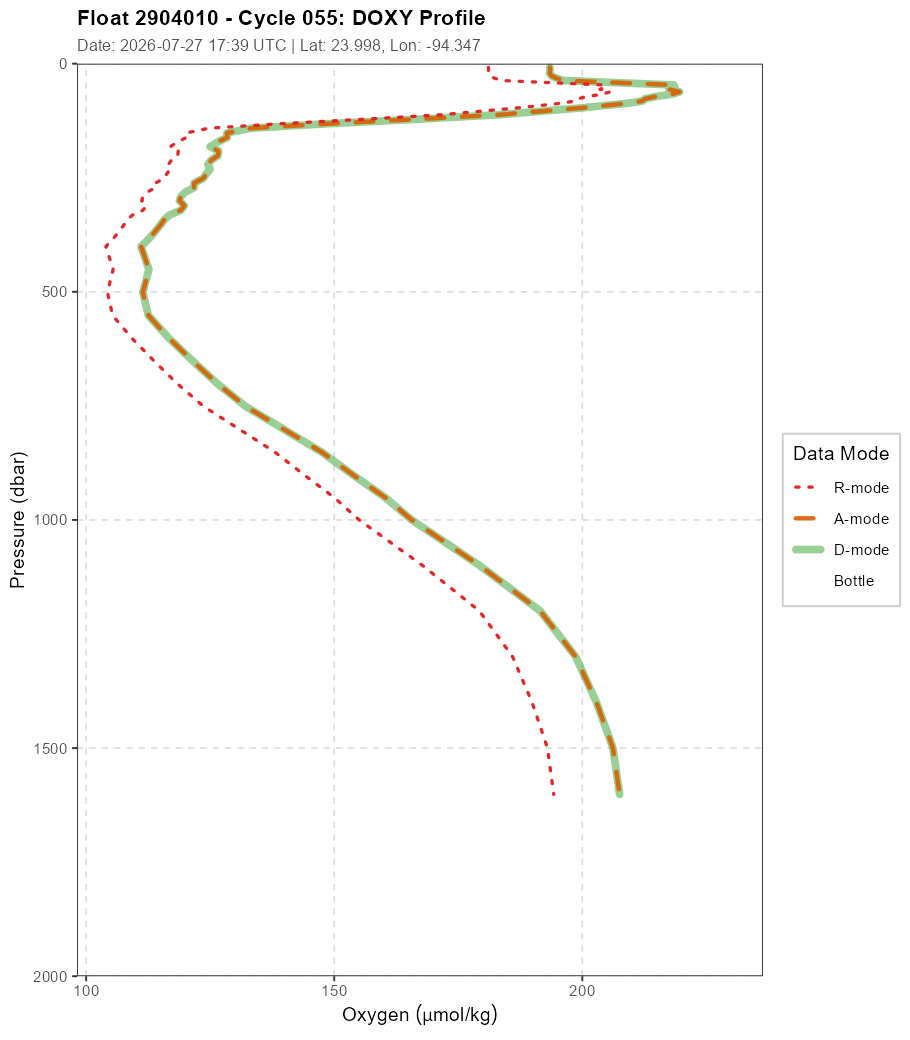 Float 2904010 - Cycle 055: DOXY Profile
Date: 2026-07-27 17:39 UTC | Lat: 23.998, Lon: -94.347
0
500
1000
1500
2000
Pressure (dbar)
100
150
200
Oxygen (μmol/kg)
Data Mode
R-mode
A-mode
D-mode
Bottle